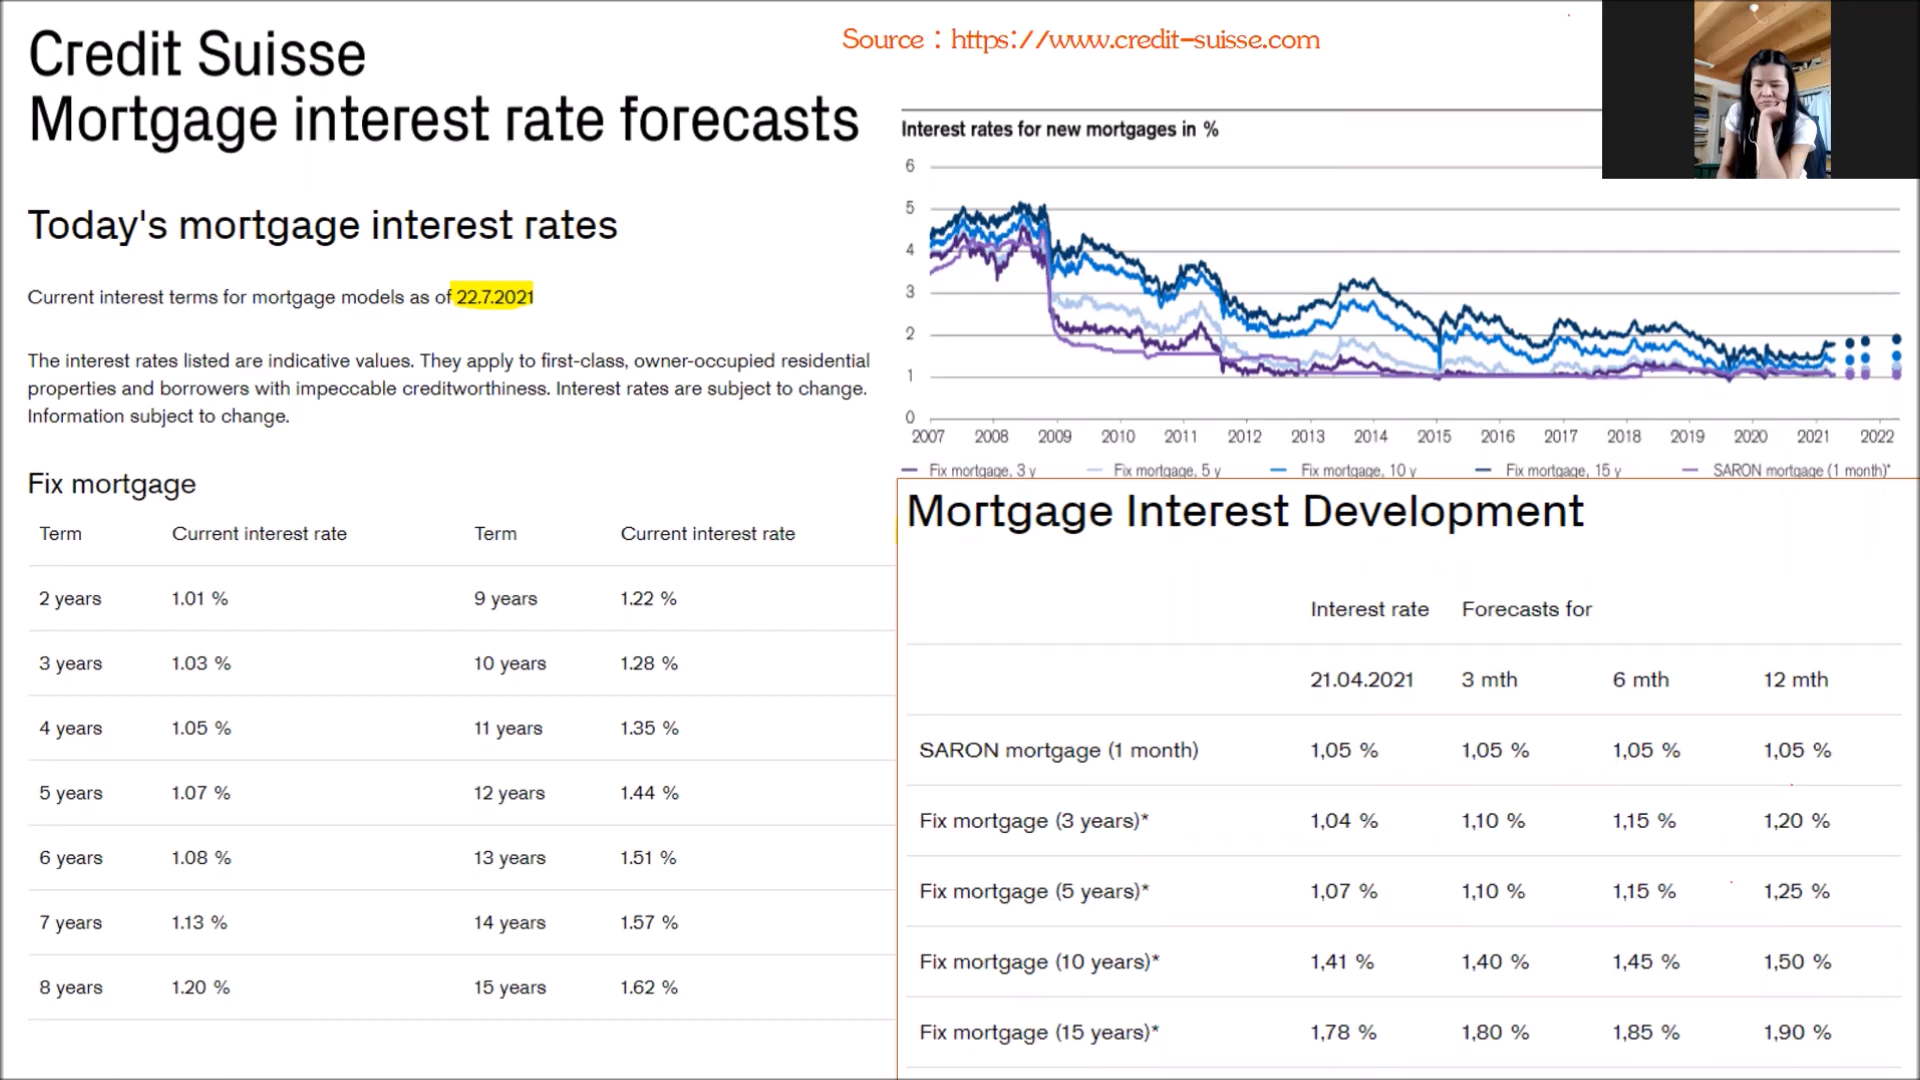 Credit Suisse
Mortgage interest rate forecasts
Source : https://www.credit-suisse.com
Today's mortgage interest rates
Current interest terms for mortgage models as of 22.7.2021
The interest rates listed are indicative values. They apply to first-class, owner-occupied residential
properties and borrowers with impeccable creditworthiness. Interest rates are subject to change.
Information subject to change.
Fix mortgage
Term Current interest rate Term Current interest rate
2 years 1.01 % 9 years 1.22 %
3 years 1.03 % 10 years 1.28 %
4 years 1.05 % 11 years 1.35 %
5 years 1.07 % 12 years 1.44 %
6 years 1.08 % 13 years 1.51 %
7 years 1.13 % 14 years 1.57 %
8 years 1.20 % 15 years 1.62 %
Interest rates for new mortgages in %
6
5
4
3
2
1
0
2007 2008 2009 2010 2011 2012 2013 2014 2015 2016 2017 2018 2019 2020 2021 2022
Fix mortgage, 3 y Fix mortgage, 5 y Fix mortgage, 10 y Fix mortgage, 15 y SARON mortgage (1 month)*
Mortgage Interest Development
Interest rate Forecasts for
21.04.2021 3 mth 6 mth 12 mth
SARON mortgage (1 month) 1,05 % 1,05 % 1,05 % 1,05 %
Fix mortgage (3 years)* 1,04 % 1,10 % 1,15 % 1,20 %
Fix mortgage (5 years)* 1,07 % 1,10 % 1,15 % 1,25 %
Fix mortgage (10 years)* 1,41 % 1,40 % 1,45 % 1,50 %
Fix mortgage (15 years)* 1,78 % 1,80 % 1,85 % 1,90 %